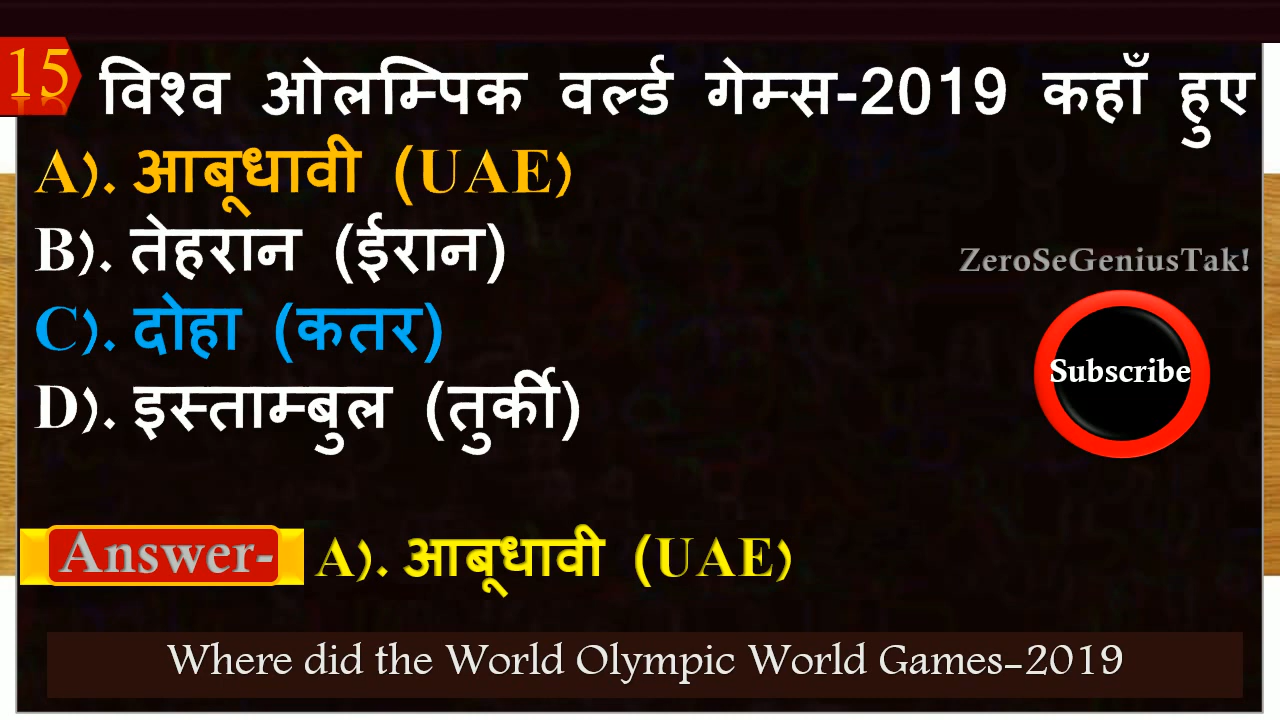 15
विश्व ओलम्पिक वर्ल्ड गेम्स-2019 कहाँ हुए
A). आबूधावी (UAE)
B). तेहरान (ईरान)
C). दोहा (कतर)
D). इस्ताम्बुल (तुर्की)
ZeroSeGeniusTak!
Subscribe
Answer- A). आबूधावी (UAE)
Where did the World Olympic World Games-2019